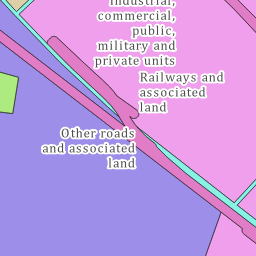 industrial,
commercial,
public,
military and
private units
Railways and
associated
land
Other roads
and associated
land